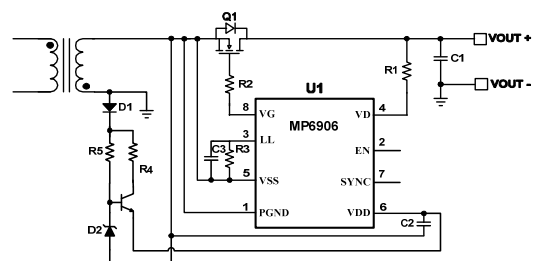 Q1
VOUT +
C1
R1
R2
VOUT -
U1
D1
8
VG
MP6906
VD
4
3
LL
EN
2
R5
R4
C3
R3
5
VSS
SYNC
7
1
PGND
VDD
6
D2
C2